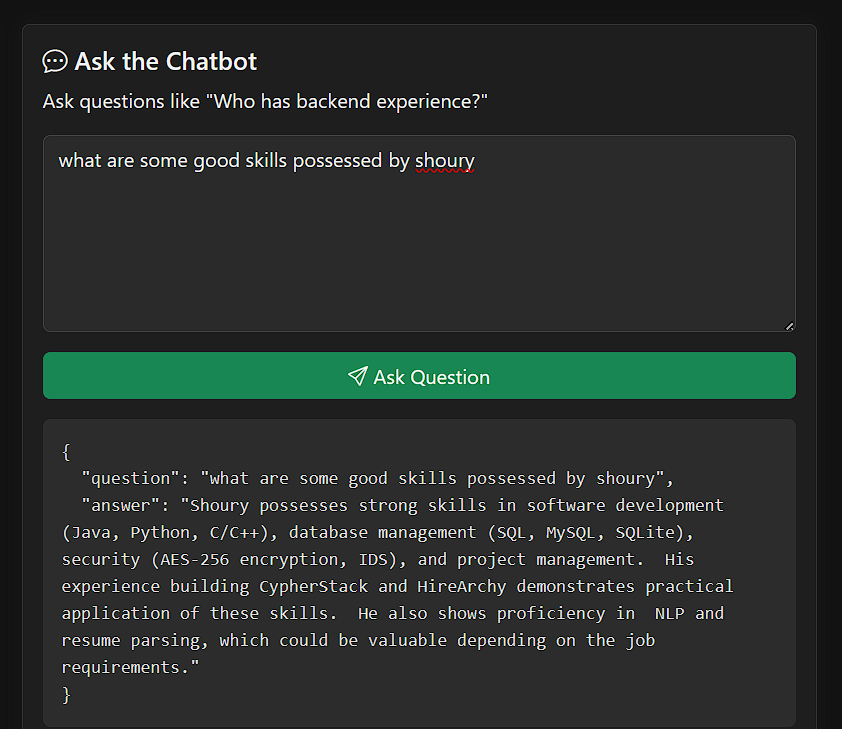 Ask the Chatbot
Ask questions like "Who has backend experience?"
what are some good skills possessed by shoury
Ask Question
{
  "question": "what are some good skills possessed by shoury",
  "answer": "Shoury possesses strong skills in software development
(Java, Python, C/C++), database management (SQL, MySQL, SQLite),
security (AES-256 encryption, IDS), and project management.  His
experience building CypherStack and HireArchy demonstrates practical
application of these skills.  He also shows proficiency in  NLP and
resume parsing, which could be valuable depending on the job
requirements."
}